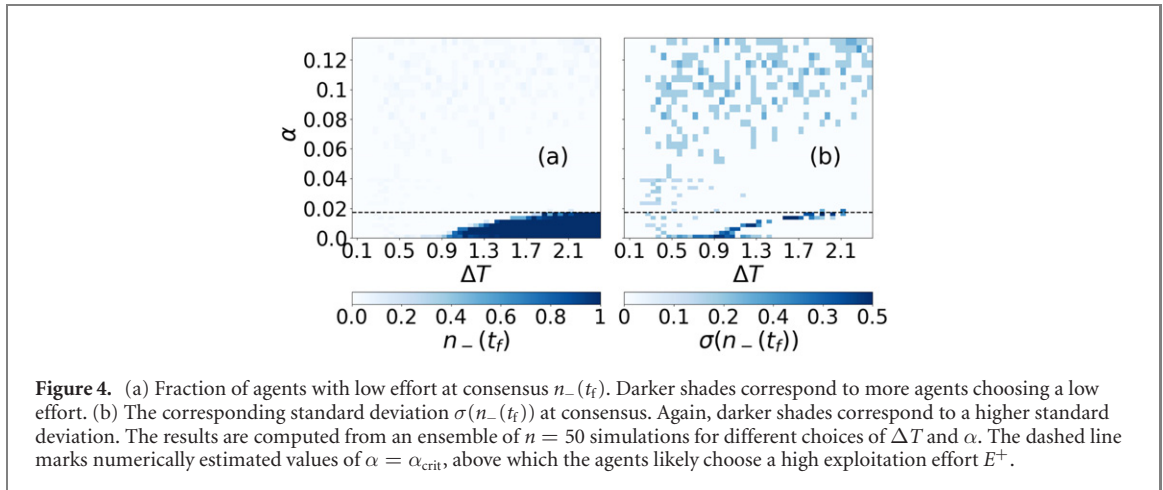 0.12
0.1
0.08
0.06
0.04
0.02
0.0
α
(a)
(b)
0.1 0.5 0.9 1.3 1.7 2.1
0.1 0.5 0.9 1.3 1.7 2.1
ΔT
ΔT
0.0 0.2 0.4 0.6 0.8 1
0 0.1 0.2 0.4 0.3 0.5
n₋(t_f)
σ(n₋(t_f))
Figure 4. (a) Fraction of agents with low effort at consensus n₋(t_f). Darker shades correspond to more agents choosing a low
effort. (b) The corresponding standard deviation σ(n₋(t_f)) at consensus. Again, darker shades correspond to a higher standard
deviation. The results are computed from an ensemble of n = 50 simulations for different choices of ΔT and α. The dashed line
marks numerically estimated values of α = α_crit, above which the agents likely choose a high exploitation effort E⁺.